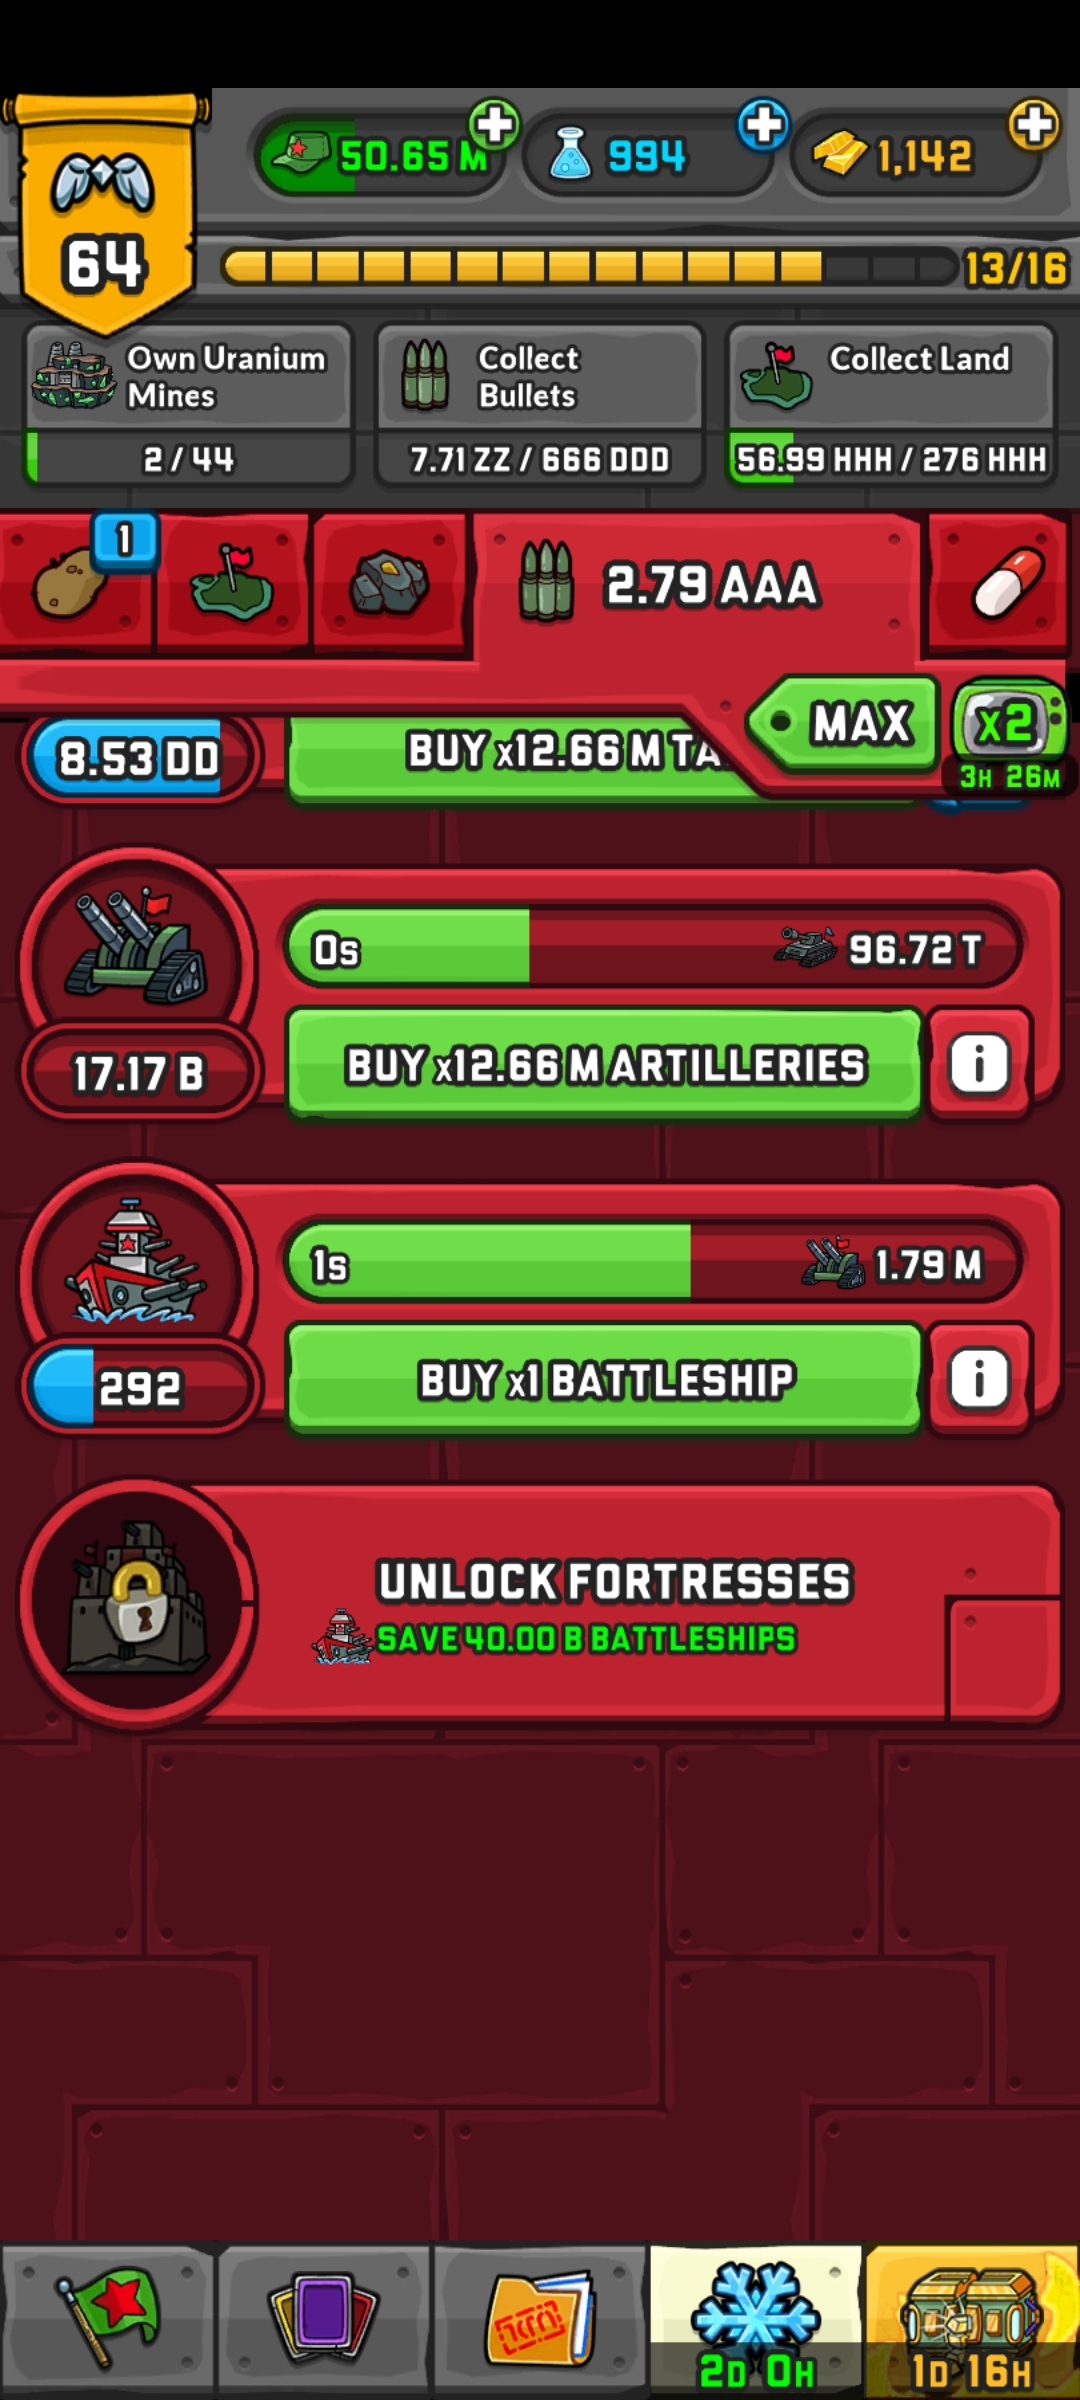 50.65 M
994
1,142
64
13/16
Own Uranium
Mines
2 / 44
Collect
Bullets
7.71 ZZ / 666 DDD
Collect Land
56.99 HHH / 276 HHH
1
2.79 AAA
MAX
x2
3H 26M
8.53 DD
BUY x12.66 M TA
0s
96.72 T
17.17 B
BUY x12.66 M ARTILLERIES
i
1s
1.79 M
292
BUY x1 BATTLESHIP
i
UNLOCK FORTRESSES
SAVE 40.00 B BATTLESHIPS
2D 0H
1D 16H